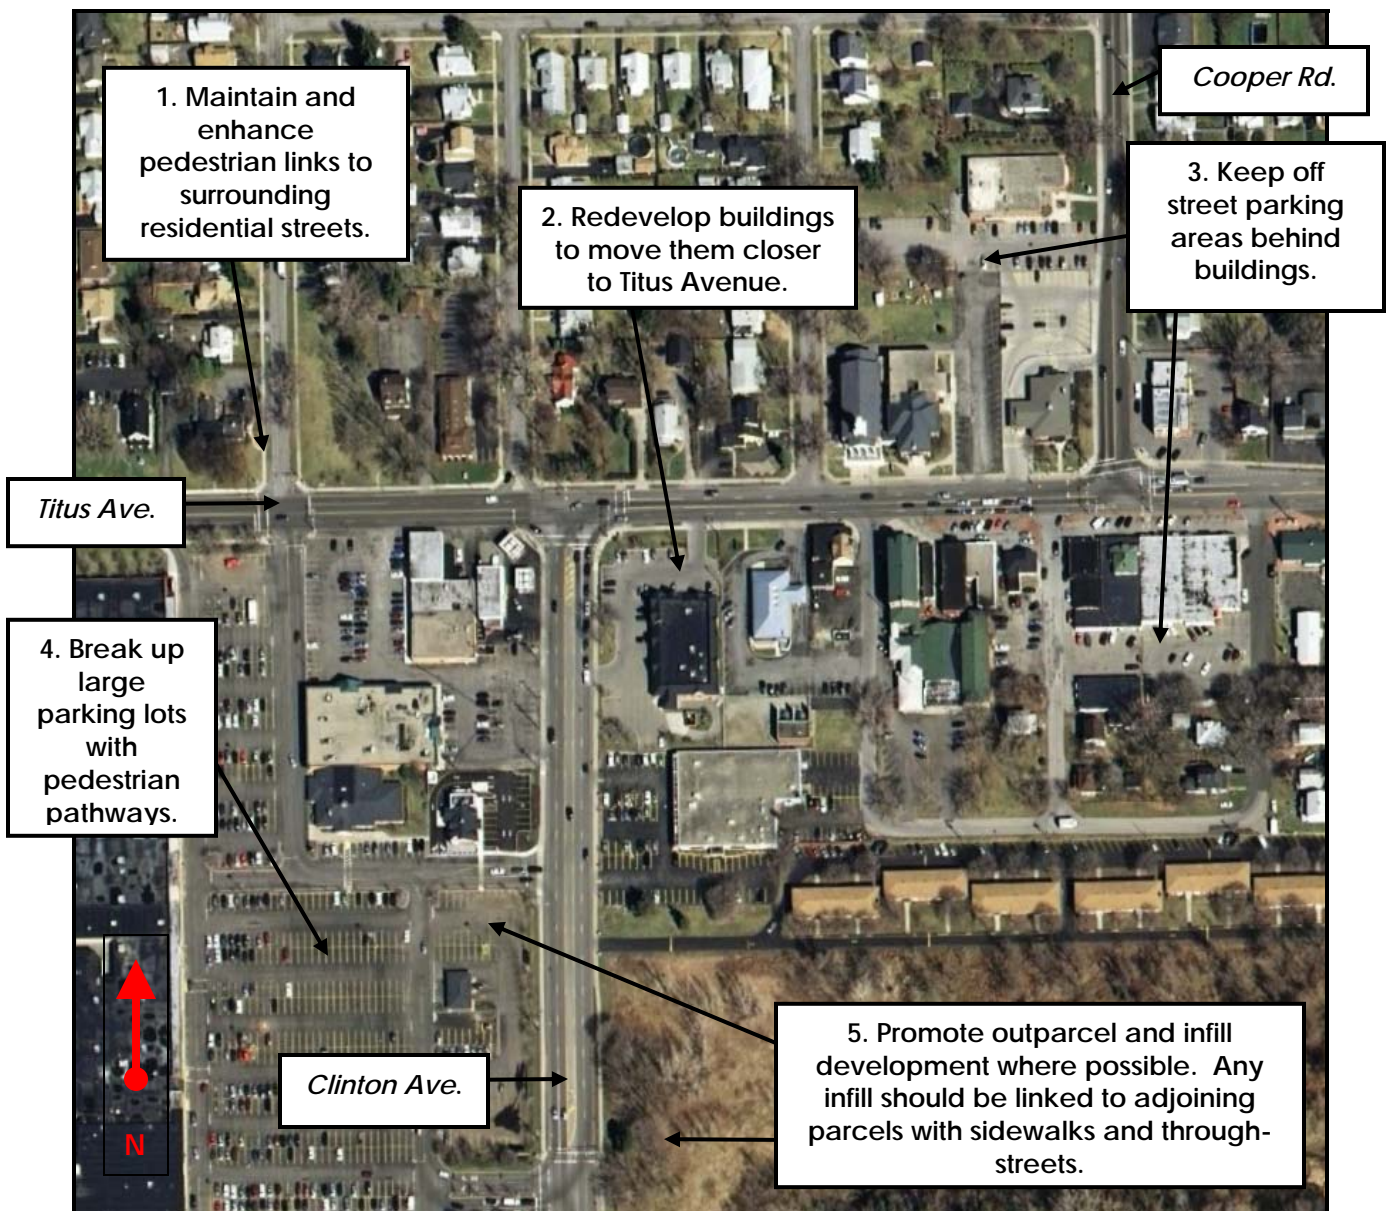 Cooper Rd.
1. Maintain and
enhance
pedestrian links to
surrounding
residential streets.
2. Redevelop buildings
to move them closer
to Titus Avenue.
3. Keep off
street parking
areas behind
buildings.
Titus Ave.
4. Break up
large
parking lots
with
pedestrian
pathways.
5. Promote outparcel and infill
development where possible.  Any
infill should be linked to adjoining
parcels with sidewalks and through-
streets.
Clinton Ave.
N